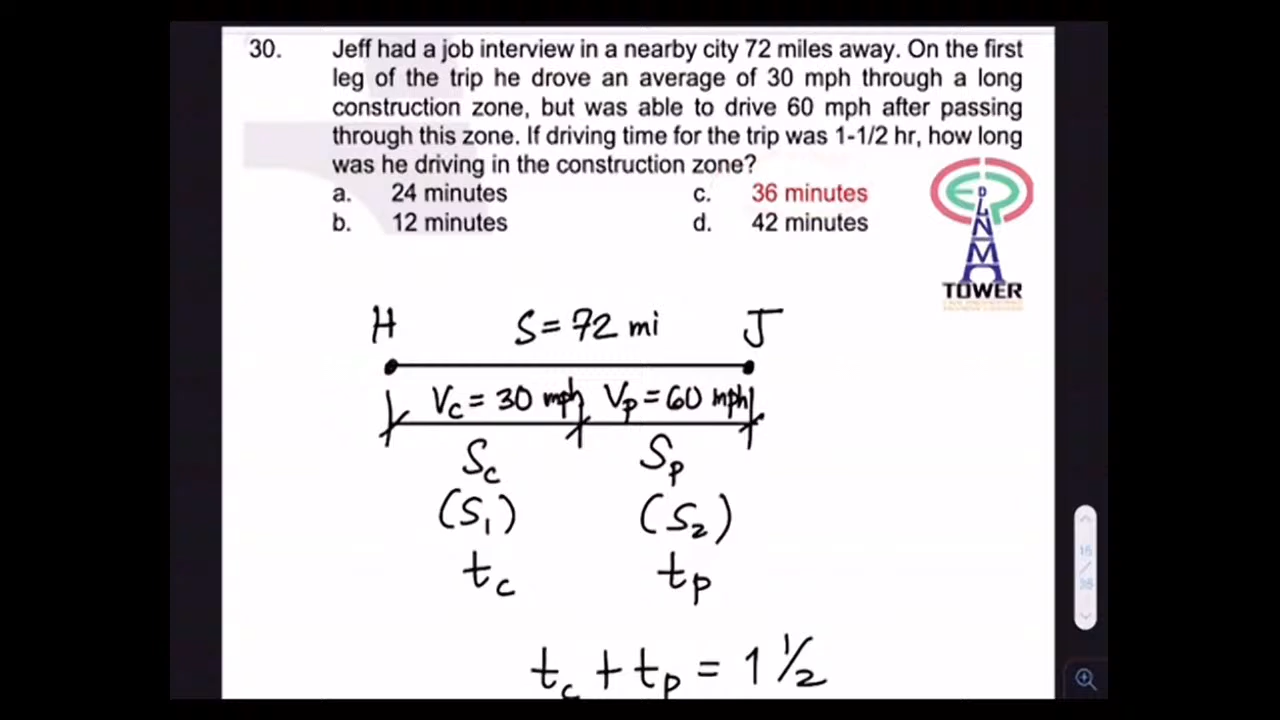 30. Jeff had a job interview in a nearby city 72 miles away. On the first
leg of the trip he drove an average of 30 mph through a long
construction zone, but was able to drive 60 mph after passing
through this zone. If driving time for the trip was 1-1/2 hr, how long
was he driving in the construction zone?
a. 24 minutes c. 36 minutes
b. 12 minutes d. 42 minutes
TOWER
H S = 72 mi J
Vc = 30 mph Vp = 60 mph
Sc Sp
(S1) (S2)
tc tp
tc + tp = 1 1/2